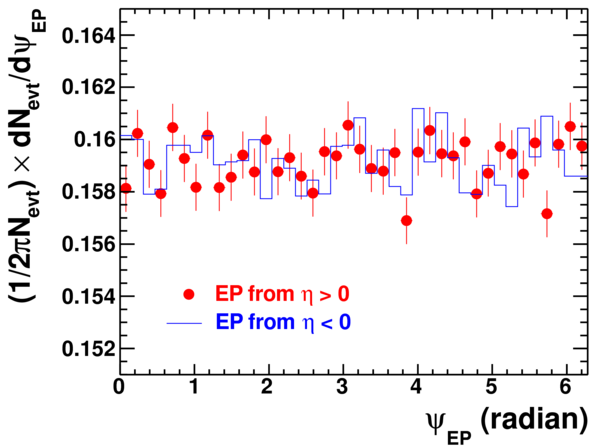 (1/2πN_evt) × dN_evt/dψ_EP
0.164
0.162
0.16
0.158
0.156
0.154
0.152
EP from η > 0
EP from η < 0
0 1 2 3 4 5 6
ψ_EP (radian)